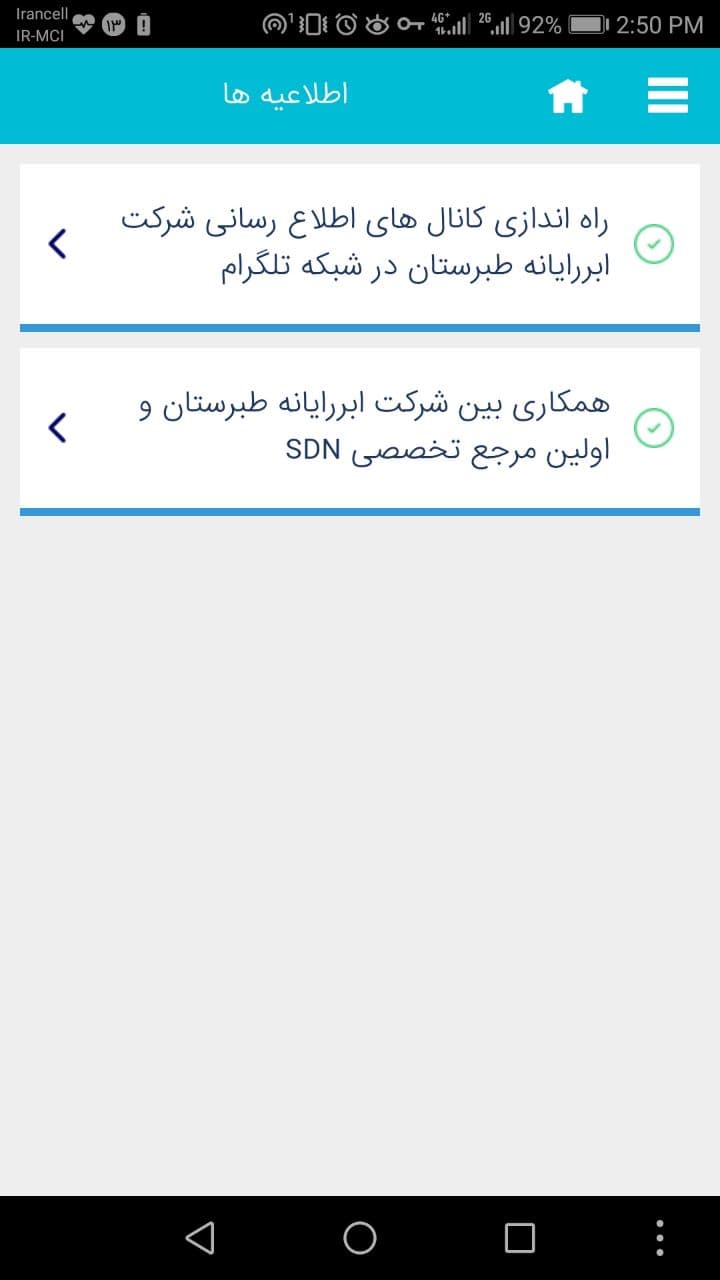 Irancell
IR-MCI
۱۳
1
4G+
2G
92%
2:50 PM
اطلاعیه ها
راه اندازی کانال های اطلاع رسانی شرکت
ابررایانه طبرستان در شبکه تلگرام
همکاری بین شرکت ابررایانه طبرستان و
اولین مرجع تخصصی SDN